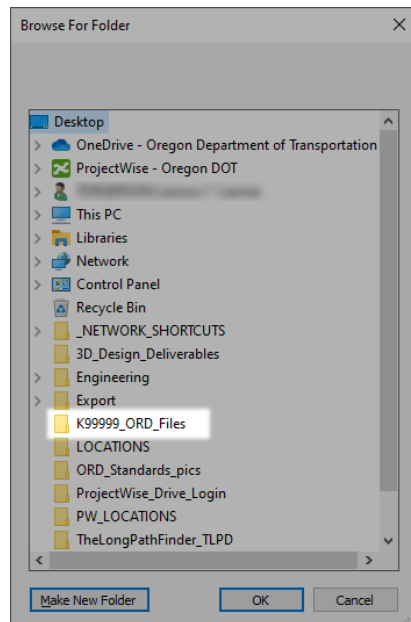 Browse For Folder
Desktop
OneDrive - Oregon Department of Transportation
ProjectWise - Oregon DOT
This PC
Libraries
Network
Control Panel
Recycle Bin
_NETWORK_SHORTCUTS
3D_Design_Deliverables
Engineering
Export
K99999_ORD_Files
LOCATIONS
ORD_Standards_pics
ProjectWise_Drive_Login
PW_LOCATIONS
TheLongPathFinder_TLPD
Make New Folder
OK
Cancel